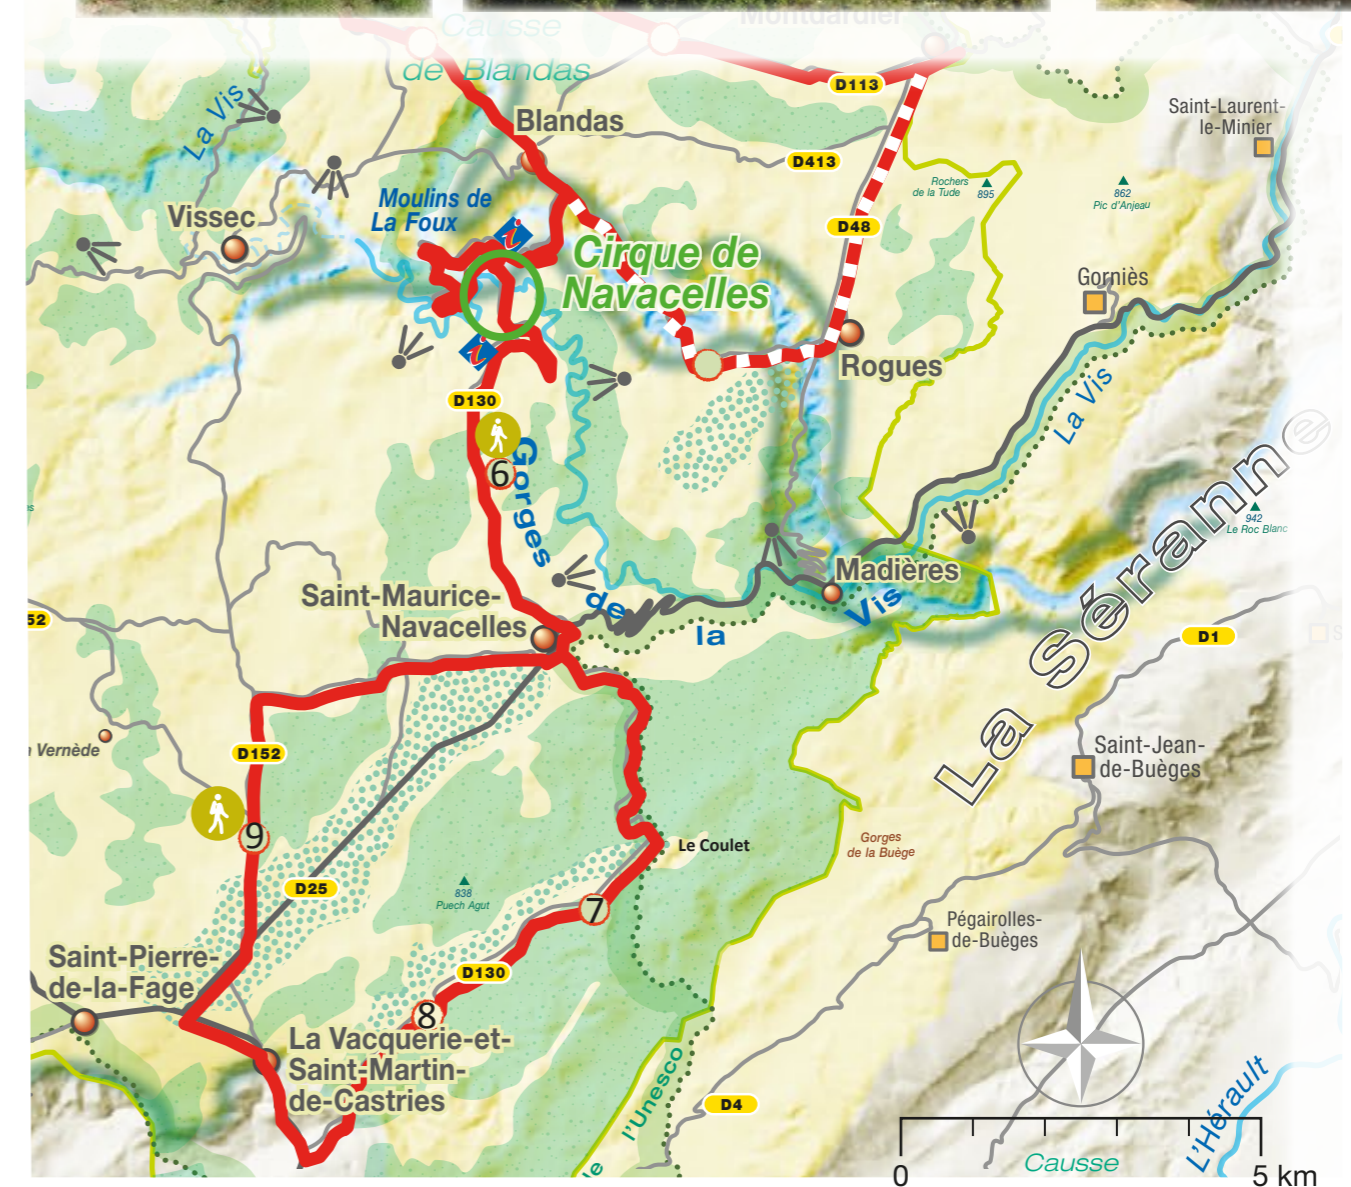 Causse
de Blandas
Montdardier
D113
La Vis
Blandas
Saint-Laurent-
le-Minier
D413
Rochers
de la Tude
895
862
Pic d'Anjeau
Moulins de
La Foux
Vissec
i
D48
Cirque de
Navacelles
Gorniès
i
Rogues
D130
La Vis
6
Gorges
942
Le Roc Blanc
de
la
Vis
Madières
Saint-Maurice-
Navacelles
52
La Séranne
D1
Vernède
D152
Saint-Jean-
de-Buèges
9
Le Coulet
Gorges
de la Buège
D25
838
Puech Agut
7
Pégairolles-
de-Buèges
Saint-Pierre-
de-la-Fage
D130
8
La Vacquerie-et-
Saint-Martin-
de-Castries
l'Unesco
D4
L'Hérault
Causse
0
5 km